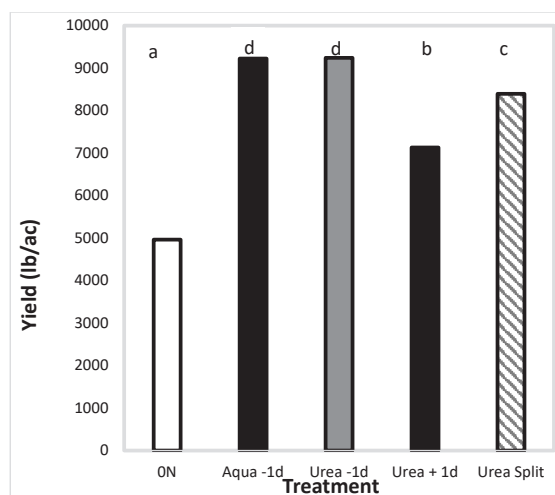 10000
9000
8000
7000
6000
5000
4000
3000
2000
1000
0
Yield (lb/ac)
a d d b c
0N Aqua -1d Urea -1d Urea + 1d Urea Split
Treatment